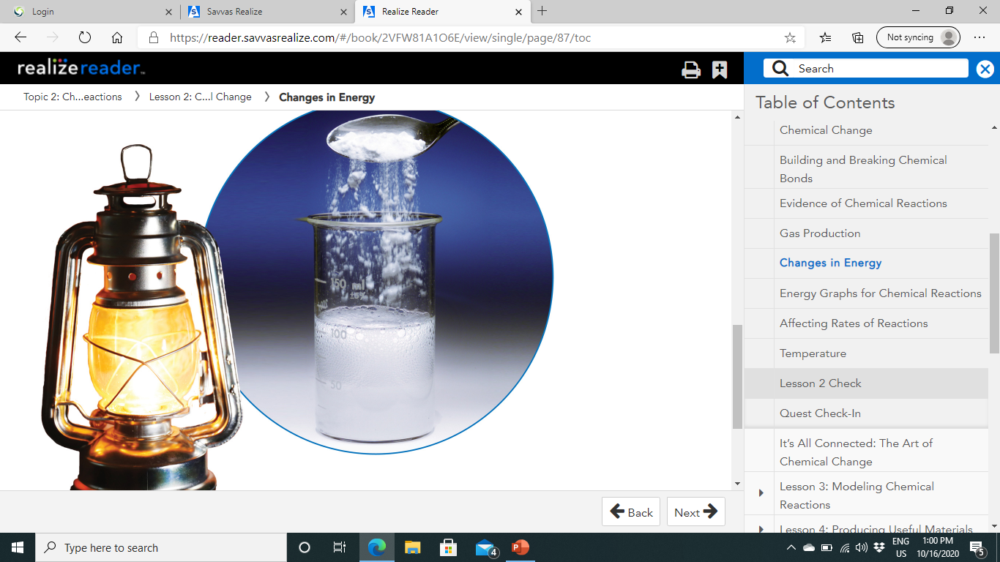 Login
Savvas Realize
Realize Reader
https://reader.savvasrealize.com/#/book/2VFW81A1O6E/view/single/page/87/toc
Not syncing
realizereader™
Search
Topic 2: Ch...eactions
Lesson 2: C...l Change
Changes in Energy
Table of Contents
Chemical Change
Building and Breaking Chemical
Bonds
Evidence of Chemical Reactions
Gas Production
Changes in Energy
Energy Graphs for Chemical Reactions
Affecting Rates of Reactions
Temperature
Lesson 2 Check
Quest Check-In
It's All Connected: The Art of
Chemical Change
Lesson 3: Modeling Chemical
Reactions
Lesson 4: Producing Useful Materials
150 ml
±5%
100
50
Back
Next
Type here to search
4
ENG
US
1:00 PM
10/16/2020
5